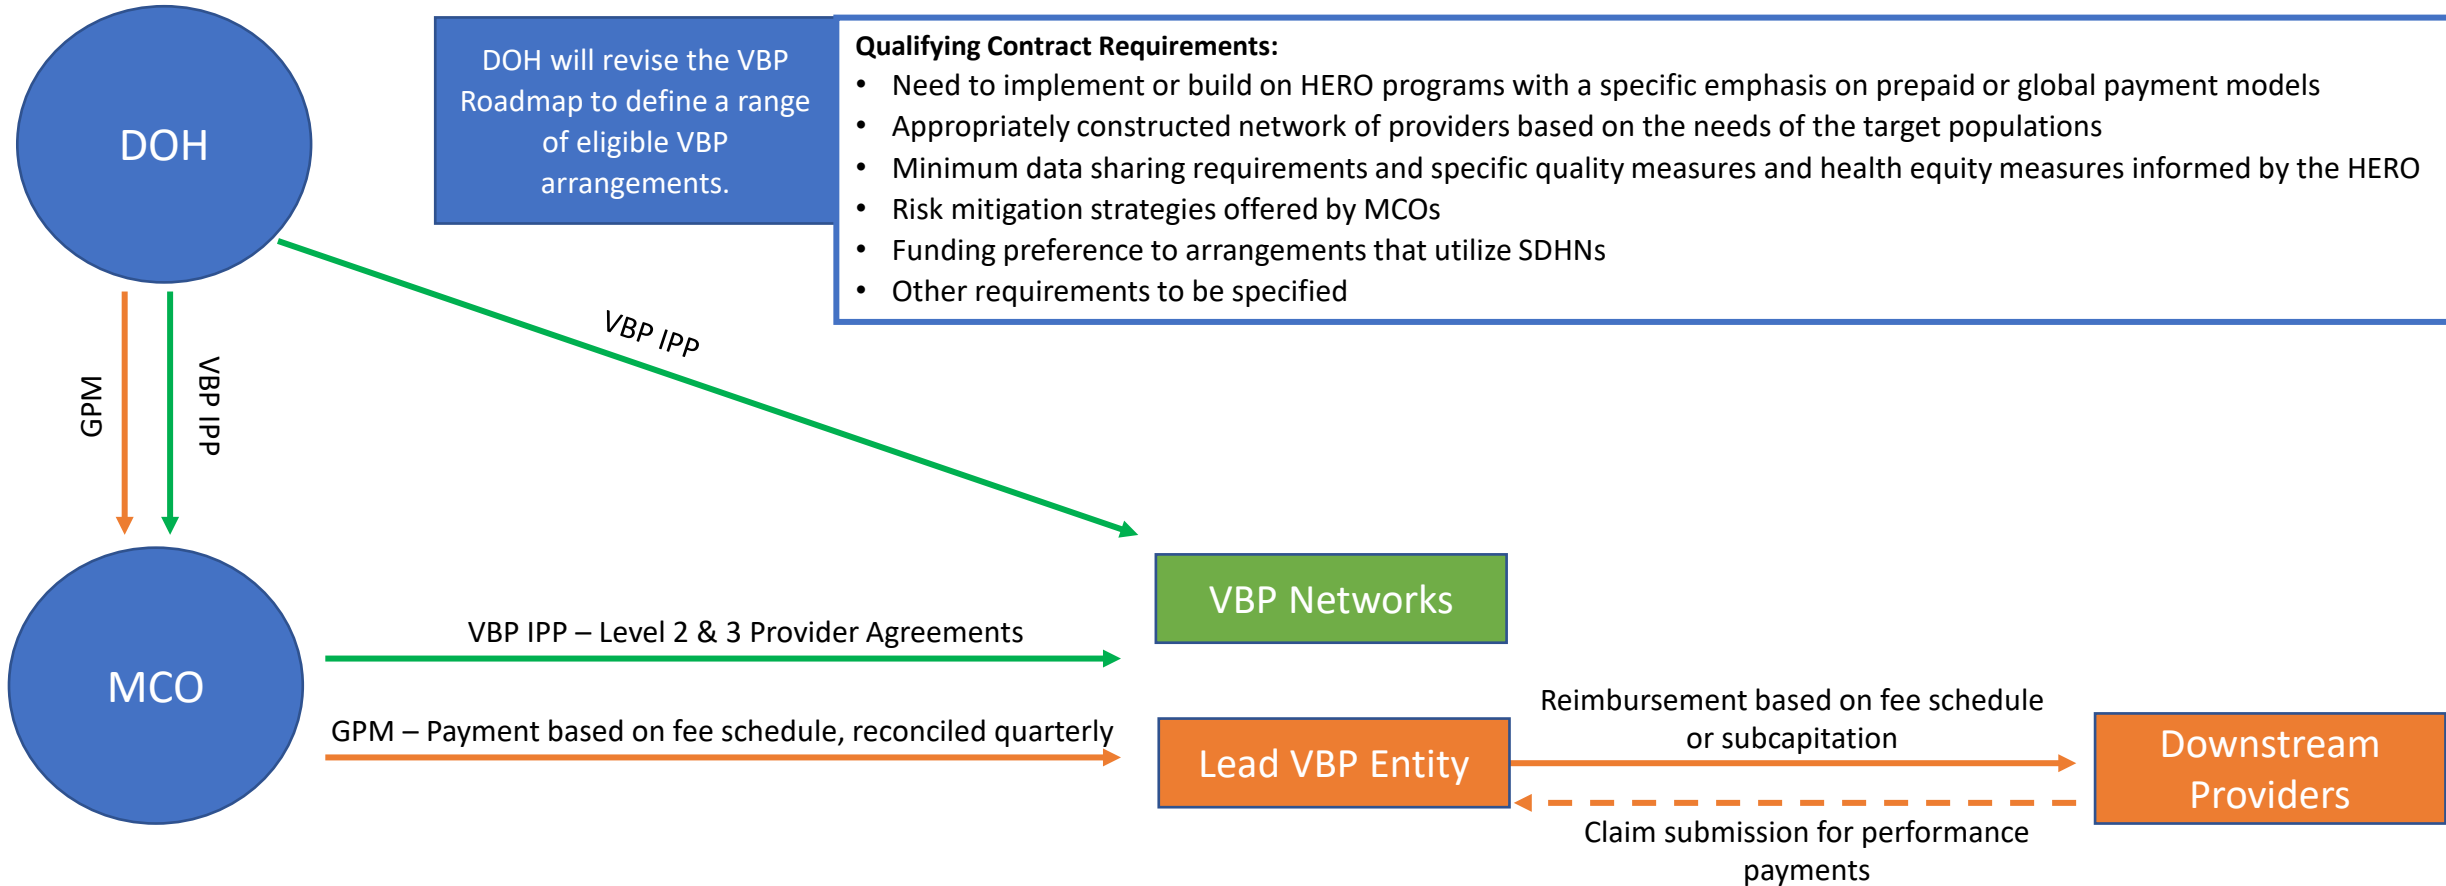 DOH
DOH will revise the VBP
Roadmap to define a range
of eligible VBP
arrangements.
Qualifying Contract Requirements:
• Need to implement or build on HERO programs with a specific emphasis on prepaid or global payment models
• Appropriately constructed network of providers based on the needs of the target populations
• Minimum data sharing requirements and specific quality measures and health equity measures informed by the HERO
• Risk mitigation strategies offered by MCOs
• Funding preference to arrangements that utilize SDHNs
• Other requirements to be specified
VBP IPP
GPM
VBP IPP
VBP Networks
VBP IPP – Level 2 & 3 Provider Agreements
MCO
GPM – Payment based on fee schedule, reconciled quarterly
Lead VBP Entity
Reimbursement based on fee schedule
or subcapitation
Downstream
Providers
Claim submission for performance
payments